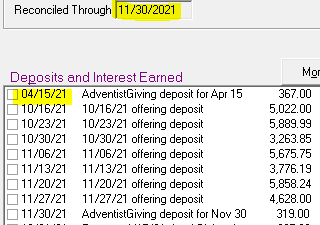 Reconciled Through 11/30/2021
Deposits and Interest Earned
04/15/21 AdventistGiving deposit for Apr 15 367.00
10/16/21 10/16/21 offering deposit 5,022.00
10/23/21 10/23/21 offering deposit 5,889.99
10/30/21 10/30/21 offering deposit 3,263.85
11/06/21 11/06/21 offering deposit 5,675.75
11/13/21 11/13/21 offering deposit 3,776.19
11/20/21 11/20/21 offering deposit 5,858.24
11/27/21 11/27/21 offering deposit 4,628.00
11/30/21 AdventistGiving deposit for Nov 30 319.00